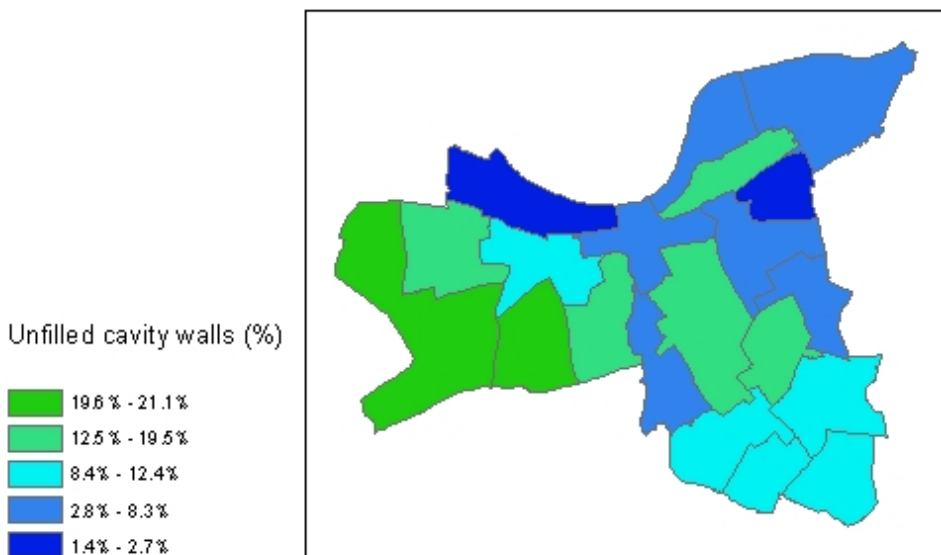 Unfilled cavity walls (%)
19.6% - 21.1%
12.5% - 19.5%
8.4% - 12.4%
2.8% - 8.3%
1.4% - 2.7%